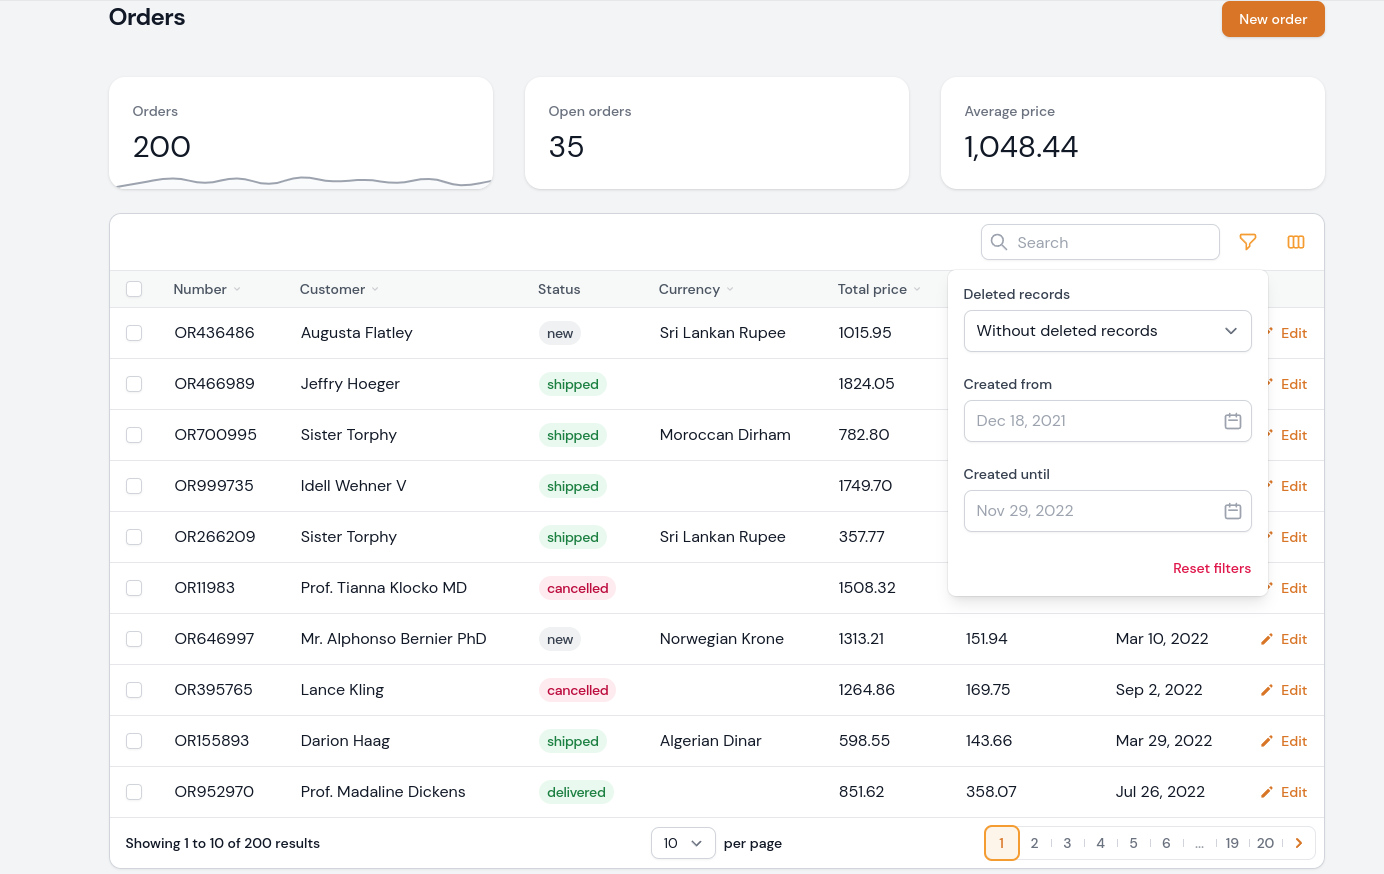 Orders
New order
Orders
200
Open orders
35
Average price
1,048.44
Search
Number Customer Status Currency Total price
Deleted records
Without deleted records
Created from
Dec 18, 2021
Created until
Nov 29, 2022
Reset filters
OR436486 Augusta Flatley new Sri Lankan Rupee 1015.95 Edit
OR466989 Jeffry Hoeger shipped 1824.05 Edit
OR700995 Sister Torphy shipped Moroccan Dirham 782.80 Edit
OR999735 Idell Wehner V shipped 1749.70 Edit
OR266209 Sister Torphy shipped Sri Lankan Rupee 357.77 Edit
OR11983 Prof. Tianna Klocko MD cancelled 1508.32 Edit
OR646997 Mr. Alphonso Bernier PhD new Norwegian Krone 1313.21 151.94 Mar 10, 2022 Edit
OR395765 Lance Kling cancelled 1264.86 169.75 Sep 2, 2022 Edit
OR155893 Darion Haag shipped Algerian Dinar 598.55 143.66 Mar 29, 2022 Edit
OR952970 Prof. Madaline Dickens delivered 851.62 358.07 Jul 26, 2022 Edit
Showing 1 to 10 of 200 results 10 per page 1 2 3 4 5 6 ... 19 20